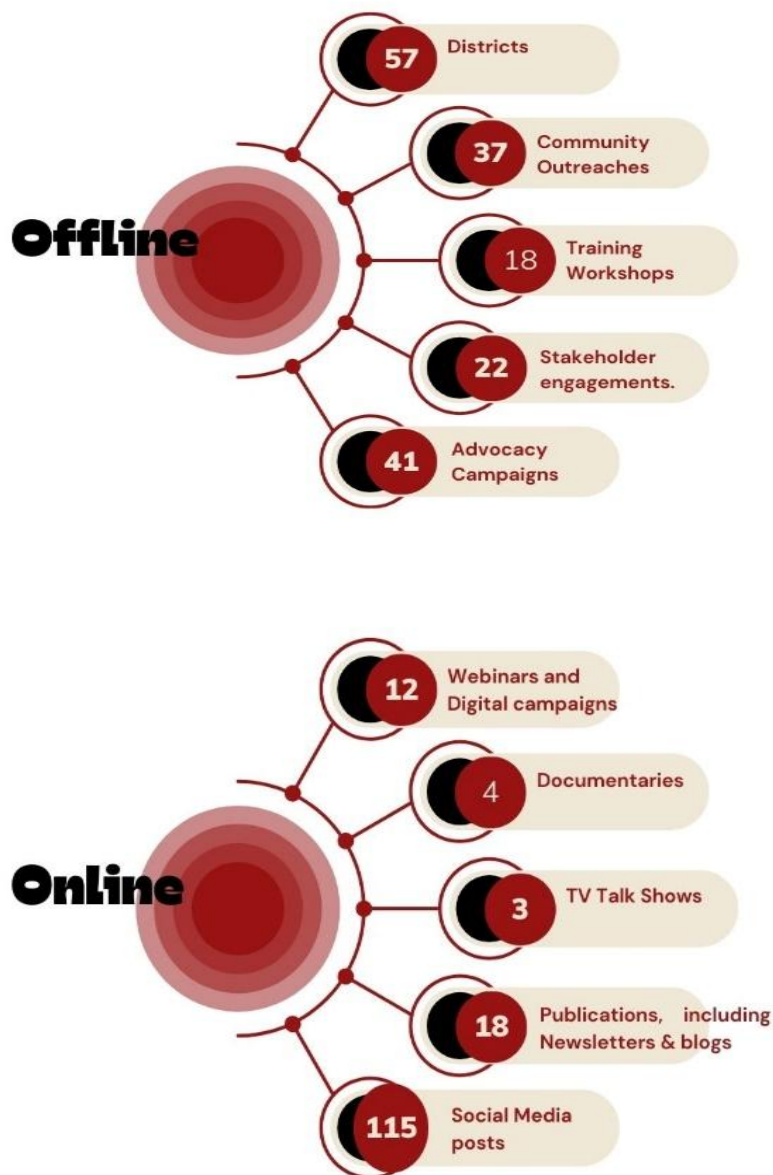 57
Districts
37
Community
Outreaches
Offline
18
Training
Workshops
22
Stakeholder
engagements.
41
Advocacy
Campaigns
12
Webinars and
Digital campaigns
4
Documentaries
Online
3
TV Talk Shows
18
Publications, including
Newsletters & blogs
115
Social Media
posts